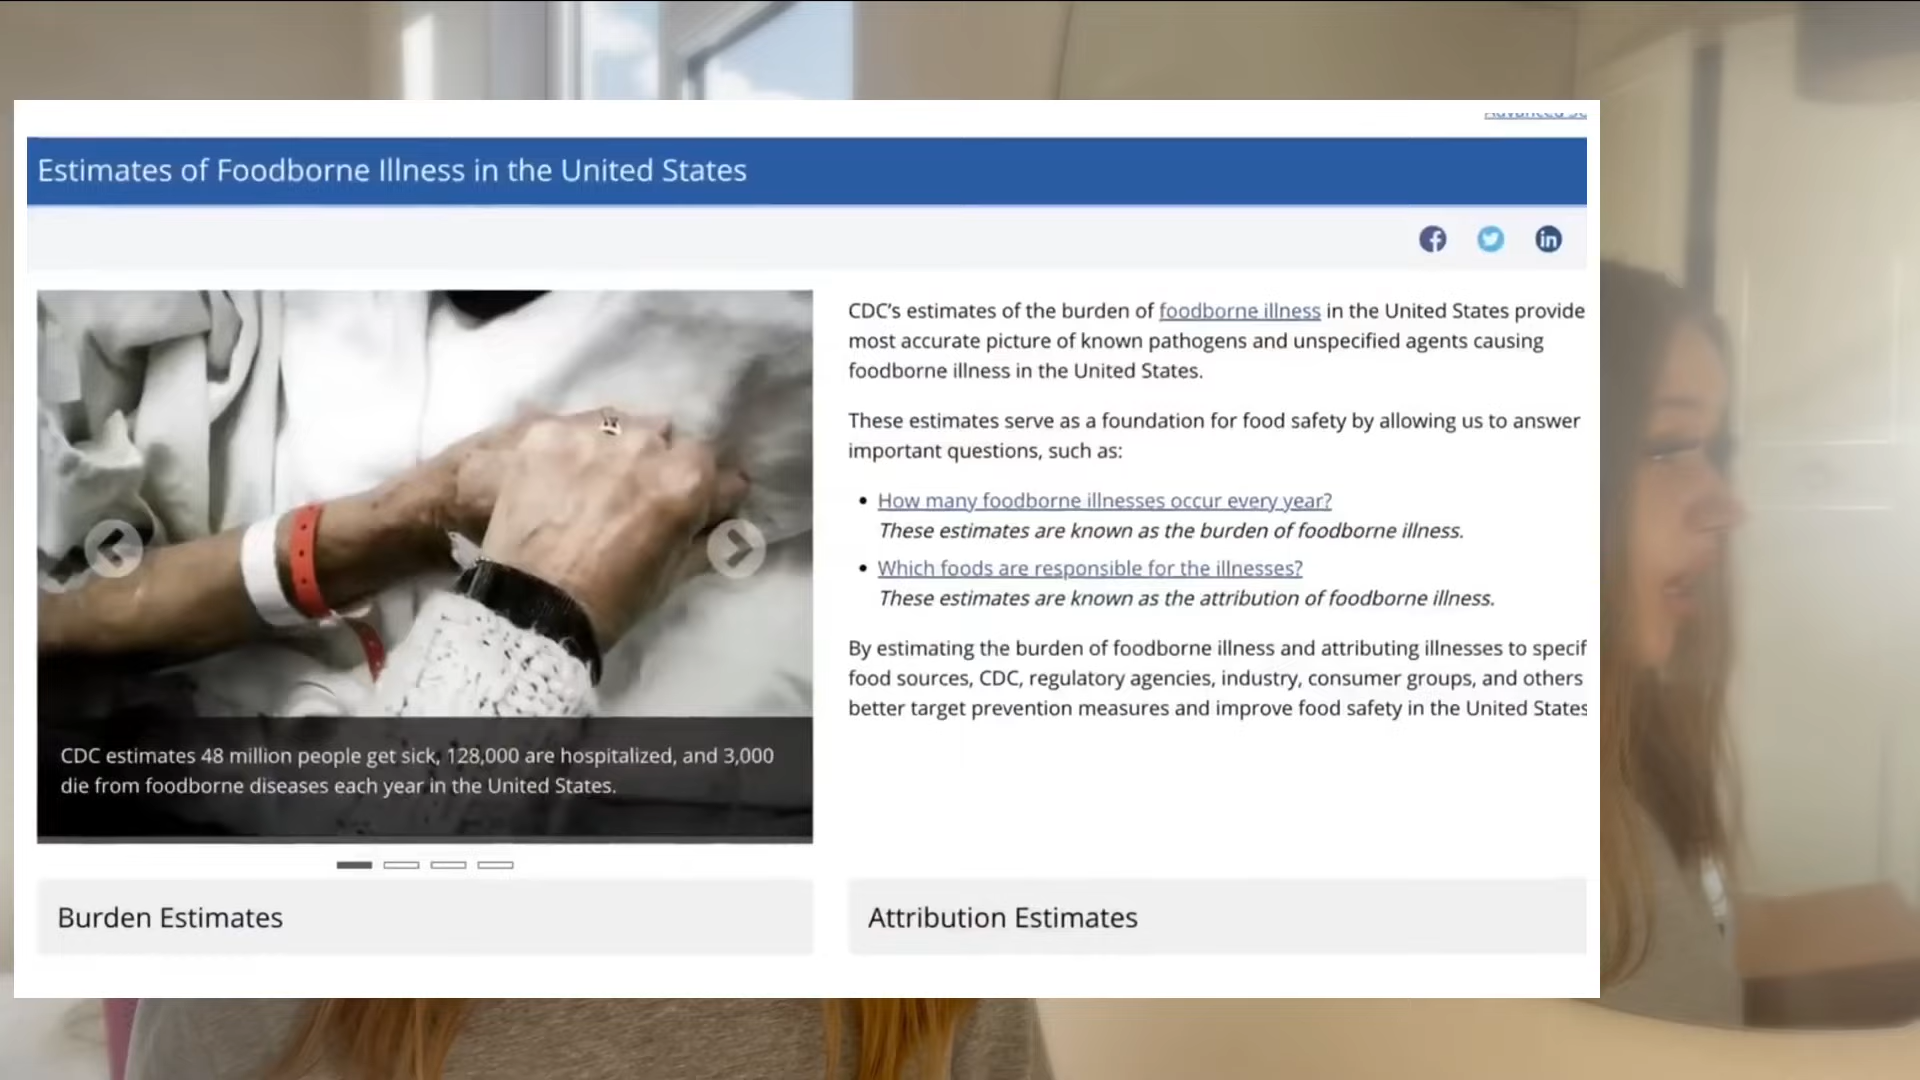 Estimates of Foodborne Illness in the United States
CDC estimates 48 million people get sick, 128,000 are hospitalized, and 3,000
die from foodborne diseases each year in the United States.
Burden Estimates
CDC's estimates of the burden of foodborne illness in the United States provide
most accurate picture of known pathogens and unspecified agents causing
foodborne illness in the United States.
These estimates serve as a foundation for food safety by allowing us to answer
important questions, such as:
• How many foodborne illnesses occur every year?
These estimates are known as the burden of foodborne illness.
• Which foods are responsible for the illnesses?
These estimates are known as the attribution of foodborne illness.
By estimating the burden of foodborne illness and attributing illnesses to specif
food sources, CDC, regulatory agencies, industry, consumer groups, and others
better target prevention measures and improve food safety in the United States
Attribution Estimates